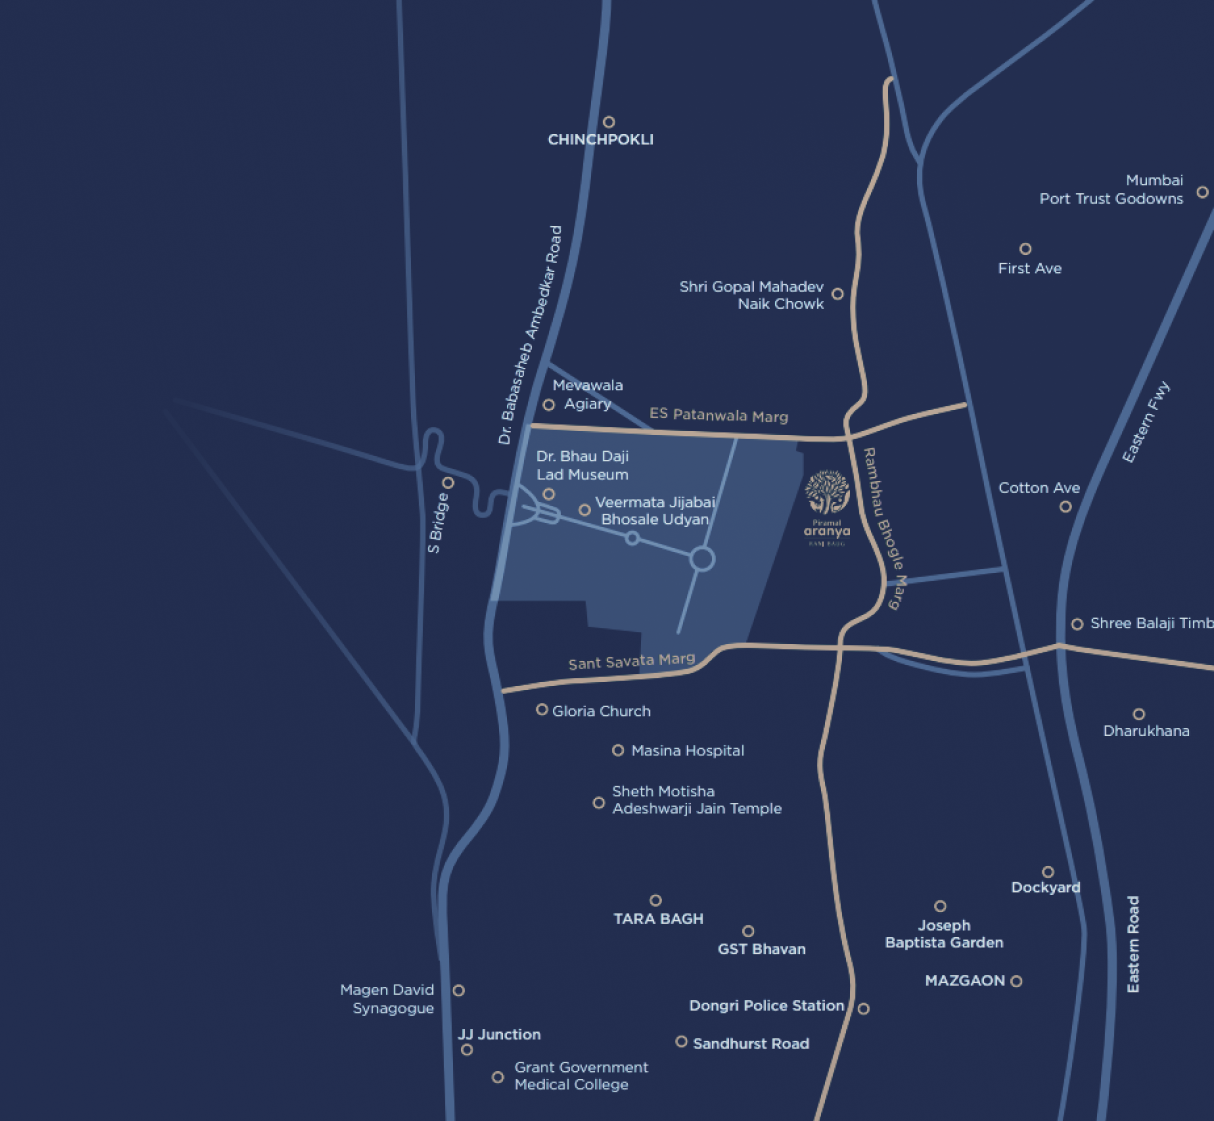 CHINCHPOKLI
Mumbai
Port Trust Godowns
First Ave
Dr. Babasaheb Ambedkar Road
Shri Gopal Mahadev
Naik Chowk
Mevawala
Agiary
ES Patanwala Marg
Eastern Fwy
Dr. Bhau Daji
Lad Museum
Veermata Jijabai
Bhosale Udyan
S Bridge
Piramal
aranya
Rambhau Bhogle Marg
Cotton Ave
Shree Balaji Timb
Sant Savata Marg
Gloria Church
Dharukhana
Masina Hospital
Sheth Motisha
Adeshwarji Jain Temple
Dockyard
TARA BAGH
Joseph
Baptista Garden
GST Bhavan
Eastern Road
MAZGAON
Magen David
Synagogue
Dongri Police Station
JJ Junction
Sandhurst Road
Grant Government
Medical College